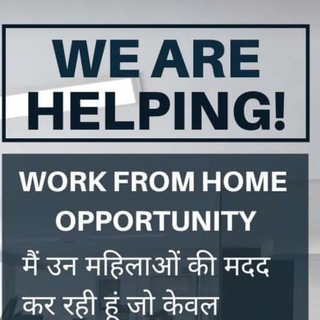 WE ARE
HELPING!
WORK FROM HOME
OPPORTUNITY
मैं उन महिलाओं की मदद
कर रही हूं जो केवल